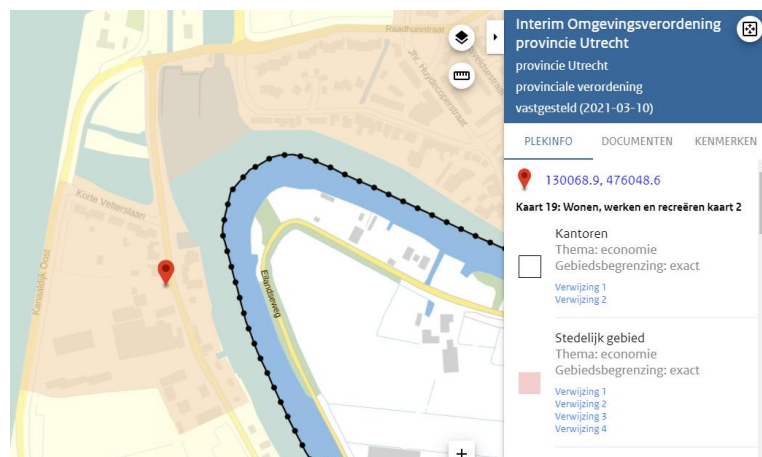 Raadhuisstraat
Jhr. Huydecoperstraat
Korte Velterslaan
Kanaaldijk Oost
Eilandseweg
+
Interim Omgevingsverordening
provincie Utrecht
provincie Utrecht
provinciale verordening
vastgesteld (2021-03-10)
PLEKINFO DOCUMENTEN KENMERKEN
130068.9, 476048.6
Kaart 19: Wonen, werken en recreëren kaart 2
Kantoren
Thema: economie
Gebiedsbegrenzing: exact
Verwijzing 1
Verwijzing 2
Stedelijk gebied
Thema: economie
Gebiedsbegrenzing: exact
Verwijzing 1
Verwijzing 2
Verwijzing 3
Verwijzing 4